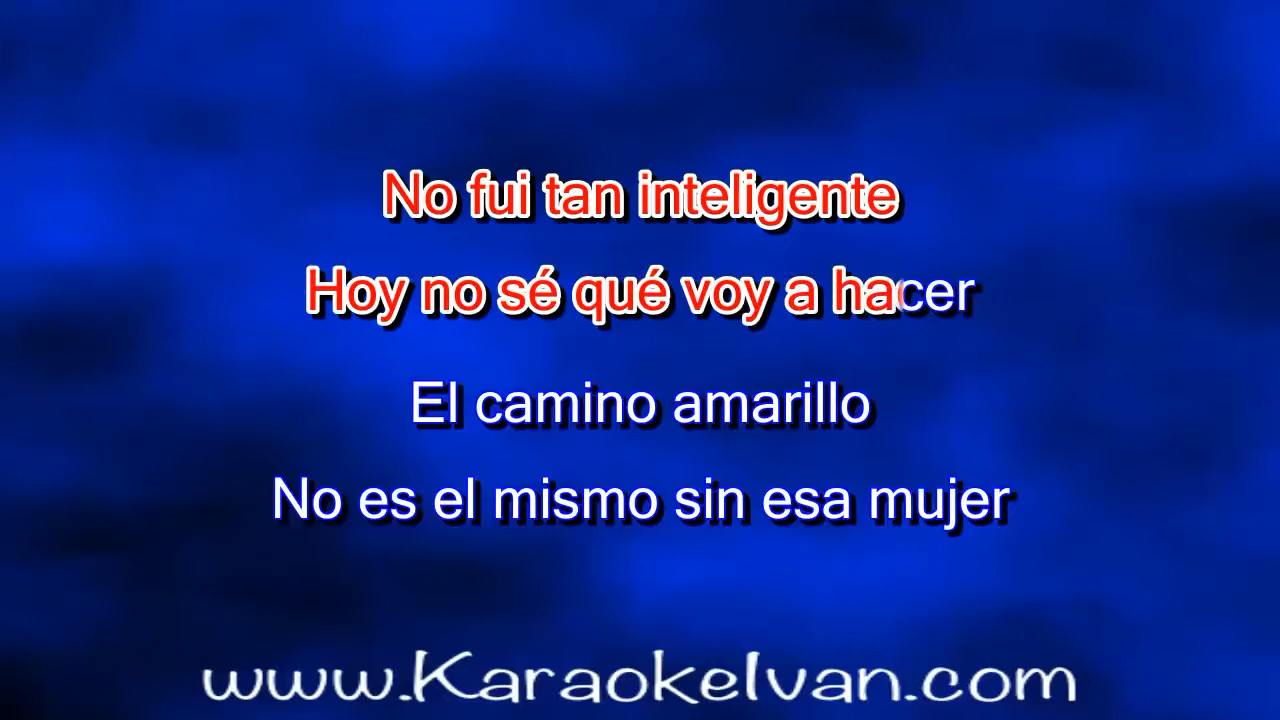 No fui tan inteligente
Hoy no sé qué voy a hacer
El camino amarillo
No es el mismo sin esa mujer
www.KaraokeIvan.com